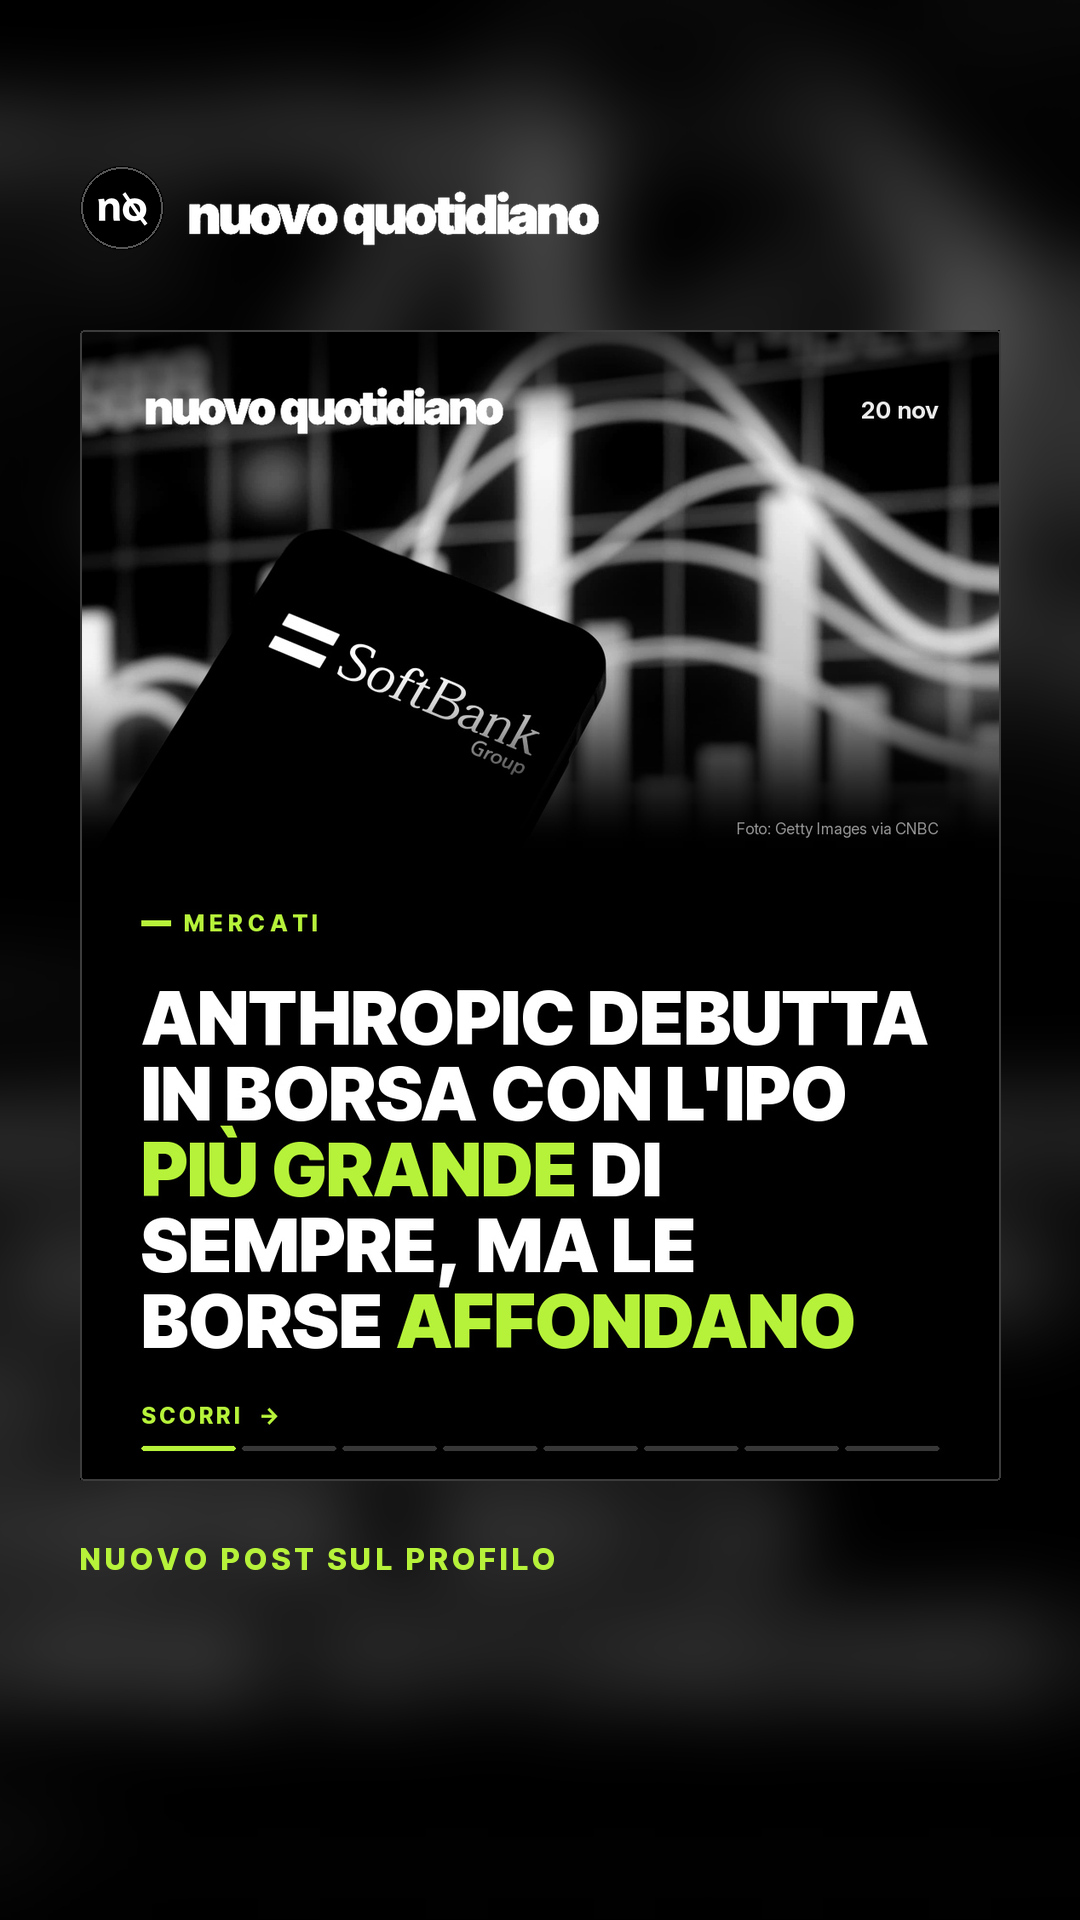 nQ
nuovo quotidiano
nuovo quotidiano
20 nov
SoftBank
Group
Foto: Getty Images via CNBC
MERCATI
ANTHROPIC DEBUTTA
IN BORSA CON L'IPO
PIÙ GRANDE DI
SEMPRE, MA LE
BORSE AFFONDANO
SCORRI →
NUOVO POST SUL PROFILO